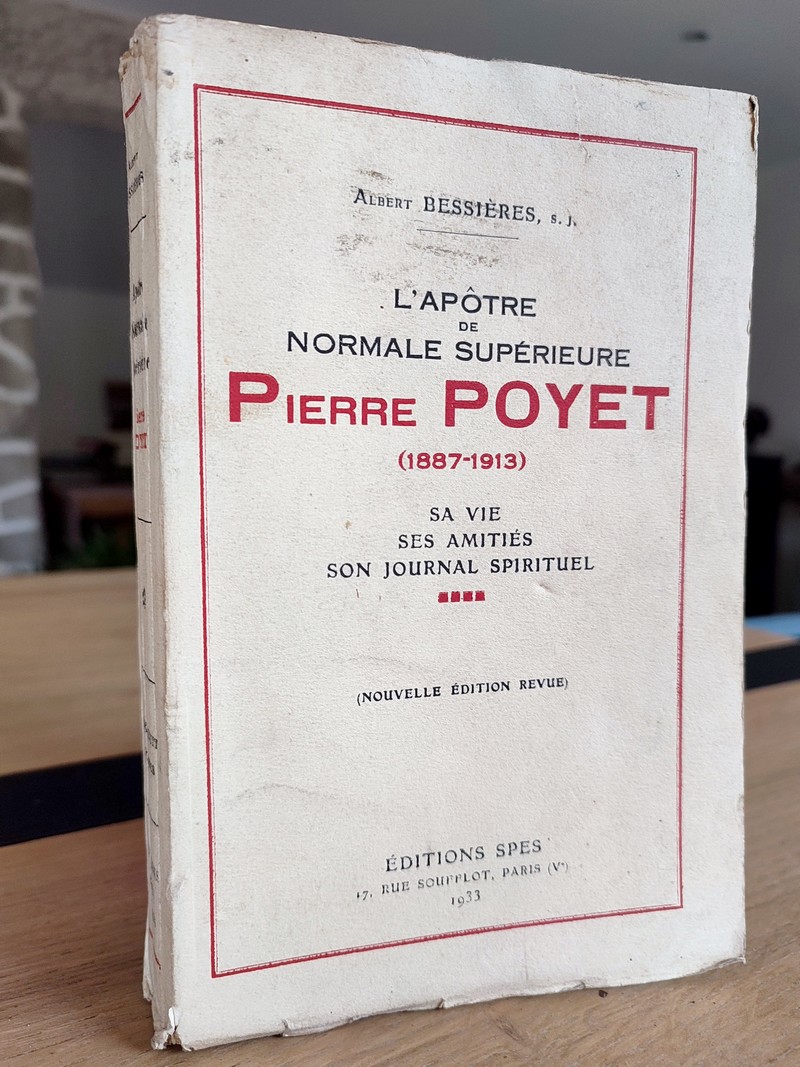 Albert BESSIÈRES, S. J.
L'APÔTRE
DE
NORMALE SUPÉRIEURE
PIERRE POYET
(1887-1913)
SA VIE
SES AMITIÉS
SON JOURNAL SPIRITUEL
(NOUVELLE ÉDITION REVUE)
ÉDITIONS SPES
17, RUE SOUFFLOT, PARIS (Vᵉ)
1933